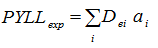 PYLL_exp = ∑_i D_ei a_i